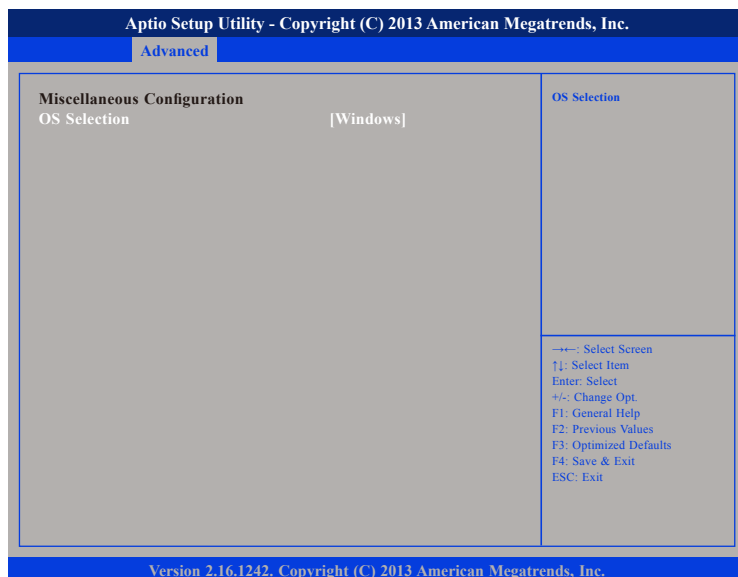 Aptio Setup Utility - Copyright (C) 2013 American Megatrends, Inc.
Advanced
Miscellaneous Configuration
OS Selection [Windows]
OS Selection
→←: Select Screen
↑↓: Select Item
Enter: Select
+/-: Change Opt.
F1: General Help
F2: Previous Values
F3: Optimized Defaults
F4: Save & Exit
ESC: Exit
Version 2.16.1242. Copyright (C) 2013 American Megatrends, Inc.